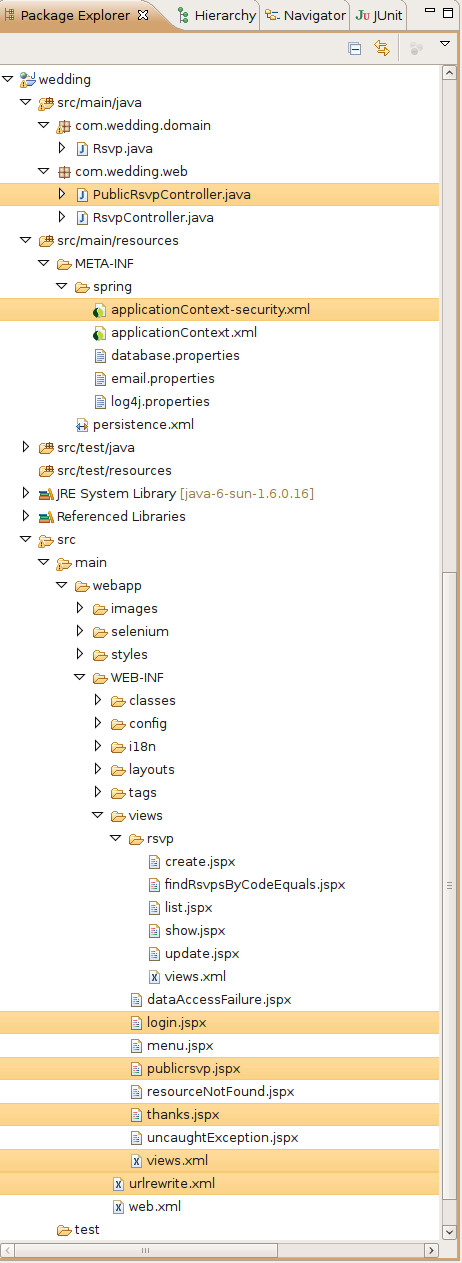 Package Explorer Hierarchy Navigator JUnit
wedding
src/main/java
com.wedding.domain
Rsvp.java
com.wedding.web
PublicRsvpController.java
RsvpController.java
src/main/resources
META-INF
spring
applicationContext-security.xml
applicationContext.xml
database.properties
email.properties
log4j.properties
persistence.xml
src/test/java
src/test/resources
JRE System Library [java-6-sun-1.6.0.16]
Referenced Libraries
src
main
webapp
images
selenium
styles
WEB-INF
classes
config
i18n
layouts
tags
views
rsvp
create.jspx
findRsvpsByCodeEquals.jspx
list.jspx
show.jspx
update.jspx
views.xml
dataAccessFailure.jspx
login.jspx
menu.jspx
publicrsvp.jspx
resourceNotFound.jspx
thanks.jspx
uncaughtException.jspx
views.xml
urlrewrite.xml
web.xml
test